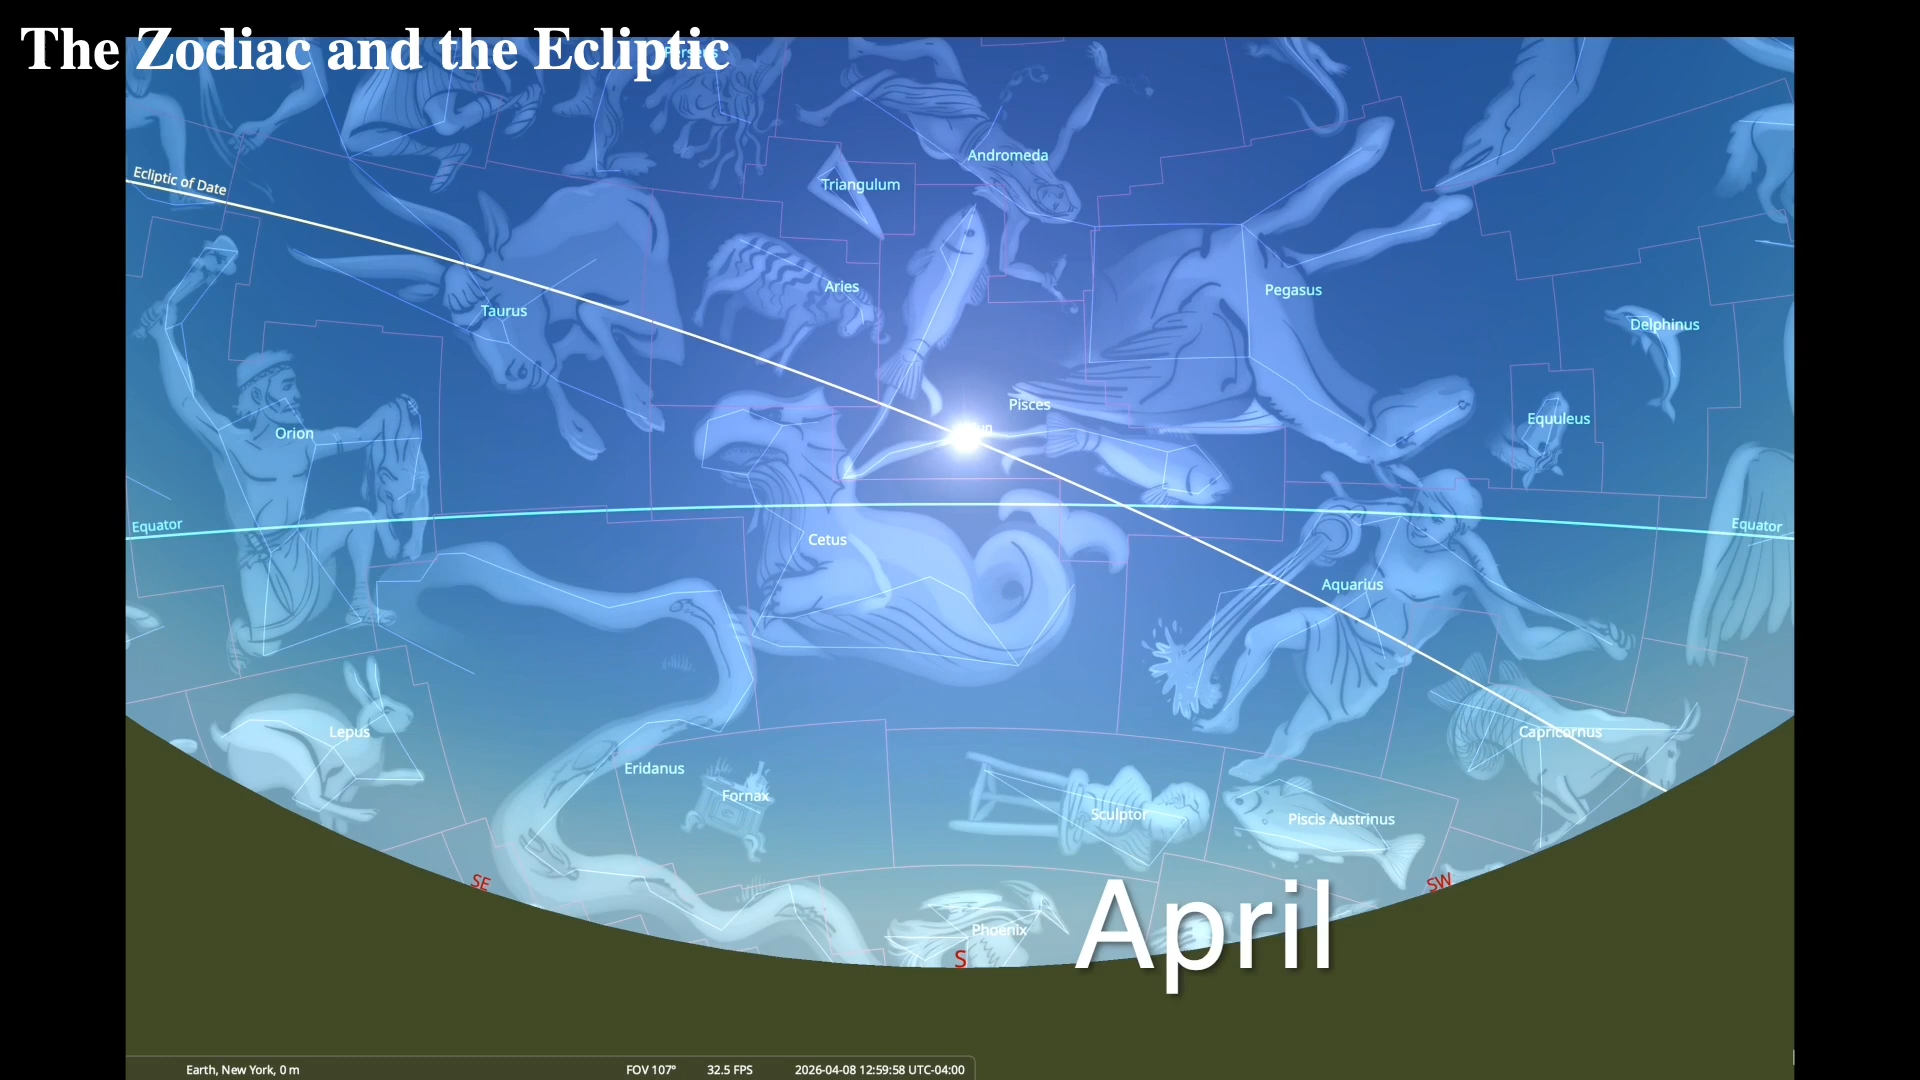 The Zodiac and the Ecliptic
Perseus
Andromeda
Ecliptic of Date
Triangulum
Aries
Pegasus
Taurus
Delphinus
Pisces
Equuleus
Orion
Sun
Equator
Equator
Cetus
Aquarius
Lepus
Capricornus
Eridanus
Fornax
Sculptor
Piscis Austrinus
SE
SW
April
Phoenix
S
Earth, New York, 0 m FOV 107° 32.5 FPS 2026-04-08 12:59:58 UTC-04:00